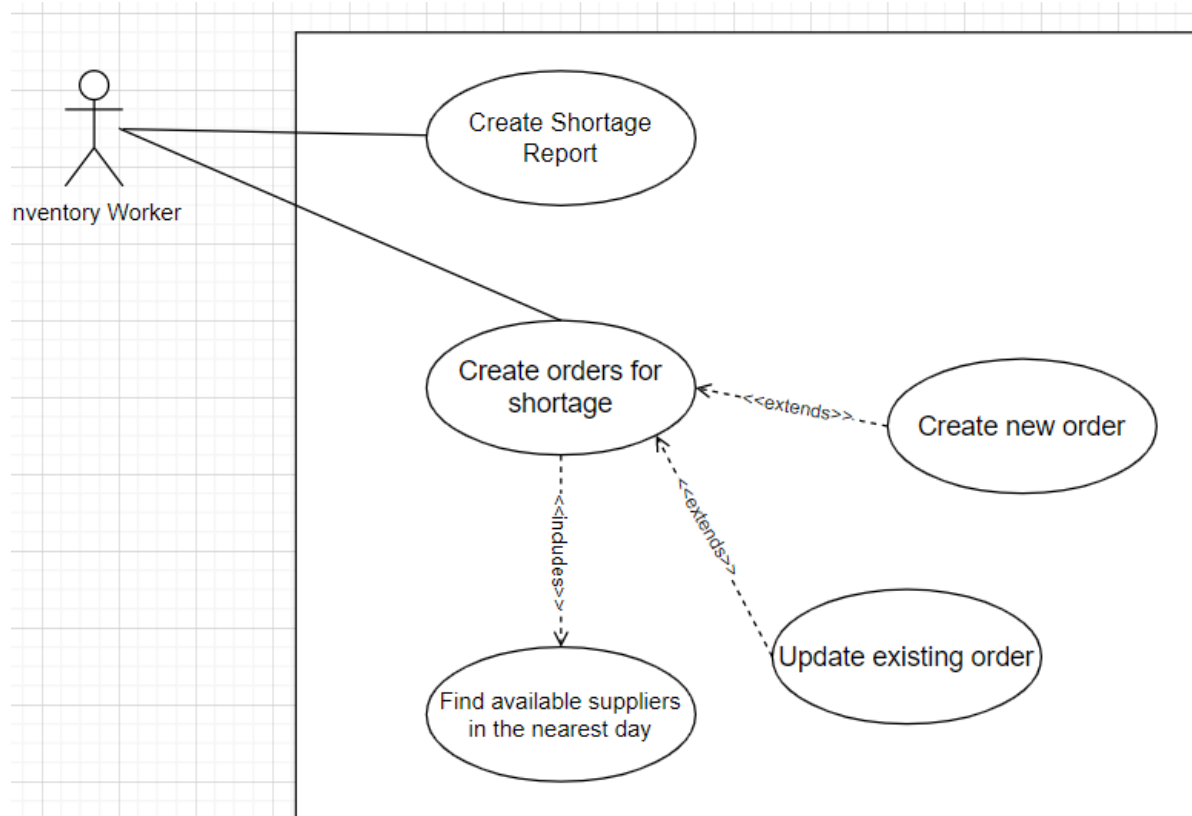 Create Shortage
Report
nventory Worker
Create orders for
shortage
<<extends>>
Create new order
<<extends>>
<<includes>>
Update existing order
Find available suppliers
in the nearest day